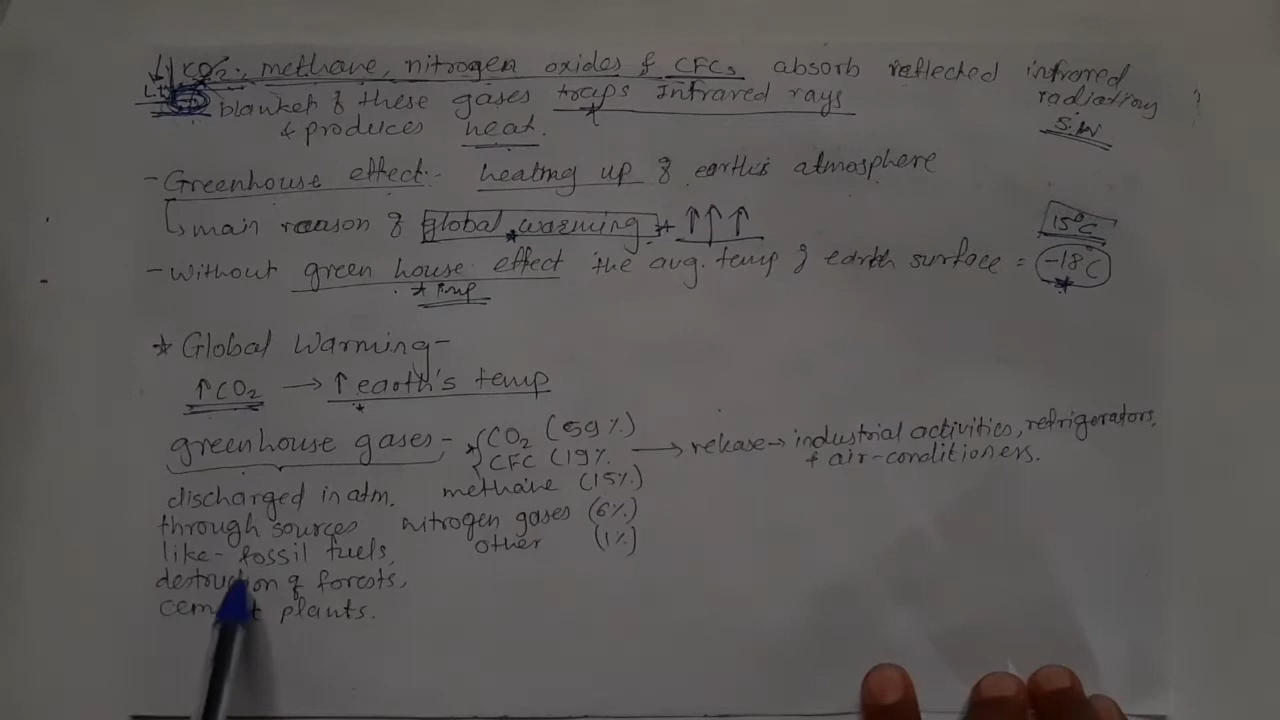 CO2, methane, nitrogen oxides & CFCs absorb reflected infrared radiation
blanket of these gases traps Infrared rays
S.W
& produces heat.
- Greenhouse effect - heating up of earth's atmosphere
main reason of global warming ↑↑↑
15°C
- without green house effect the avg. temp of earth surface = -18°C
* Imp
* Global Warming -
↑ CO2 → ↑ earth's temp
greenhouse gases - CO2 (59%)
CFC (19%
→ release → industrial activities, refrigerators,
& air-conditioners.
discharged in atm. methane (15%)
through sources nitrogen gases (6%)
like - fossil fuels, other (1%)
destruction of forests,
cement plants.